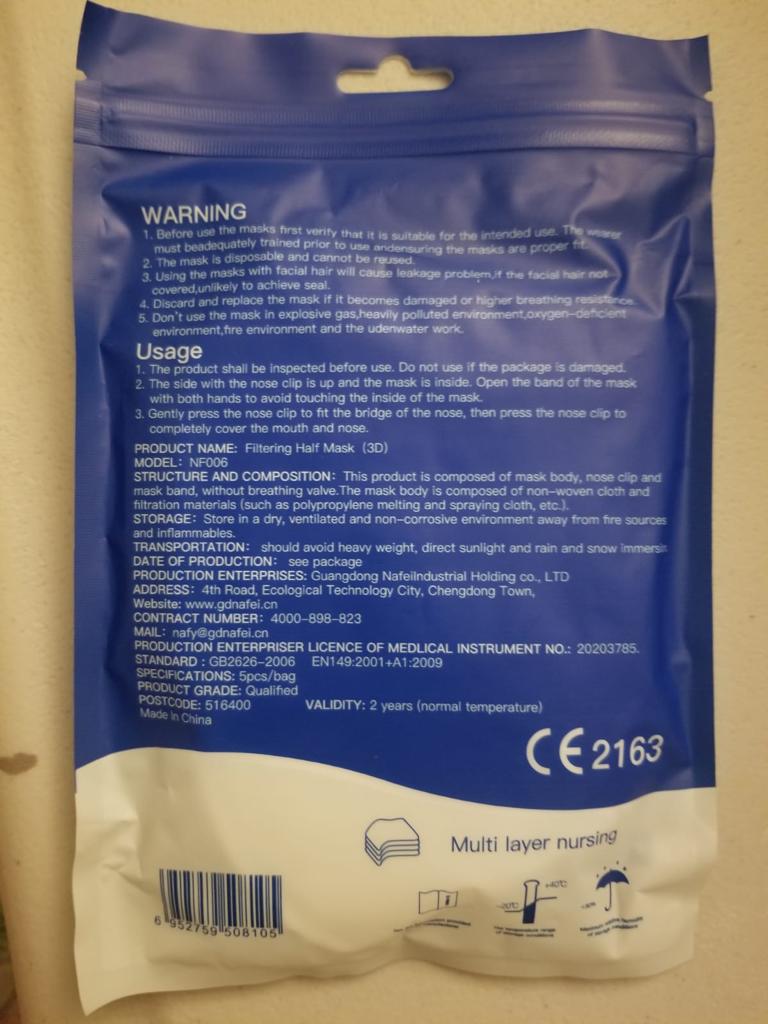 WARNING
1. Before use the masks first verify that it is suitable for the intended use. The wearer
must beadequately trained prior to use andensuring the masks are proper fit.
2. The mask is disposable and cannot be reused.
3. Using the masks with facial hair will cause leakage problem,if the facial hair not
covered,unlikely to achieve seal.
4. Discard and replace the mask if it becomes damaged or higher breathing resistance.
5. Don't use the mask in explosive gas,heavily polluted environment,oxygen-deficient
environment,fire environment and the udenwater work.
Usage
1. The product shall be inspected before use. Do not use if the package is damaged.
2. The side with the nose clip is up and the mask is inside. Open the band of the mask
with both hands to avoid touching the inside of the mask.
3. Gently press the nose clip to fit the bridge of the nose, then press the nose clip to
completely cover the mouth and nose.
PRODUCT NAME: Filtering Half Mask (3D)
MODEL: NF006
STRUCTURE AND COMPOSITION: This product is composed of mask body, nose clip and
mask band, without breathing valve.The mask body is composed of non-woven cloth and
filtration materials (such as polypropylene melting and spraying cloth, etc.).
STORAGE: Store in a dry, ventilated and non-corrosive environment away from fire sources
and inflammables.
TRANSPORTATION: should avoid heavy weight, direct sunlight and rain and snow immersi
DATE OF PRODUCTION: see package
PRODUCTION ENTERPRISES: Guangdong NafeiIndustrial Holding co., LTD
ADDRESS: 4th Road, Ecological Technology City, Chengdong Town,
Website: www.gdnafei.cn
CONTRACT NUMBER: 4000-898-823
MAIL: nafy@gdnafei.cn
PRODUCTION ENTERPRISER LICENCE OF MEDLICAL INSTRUMENT NO.: 20203785.
STANDARD : GB2626-2006 EN149:2001+A1:2009
SPECIFICATIONS: 5pcs/bag
PRODUCT GRADE: Qualified
POSTCODE: 516400 VALIDITY: 2 years (normal temperature)
Made in China
CE 2163
Multi layer nursing
6 952759 508105
-20℃ +40℃
of storage conditions
of storage conditions